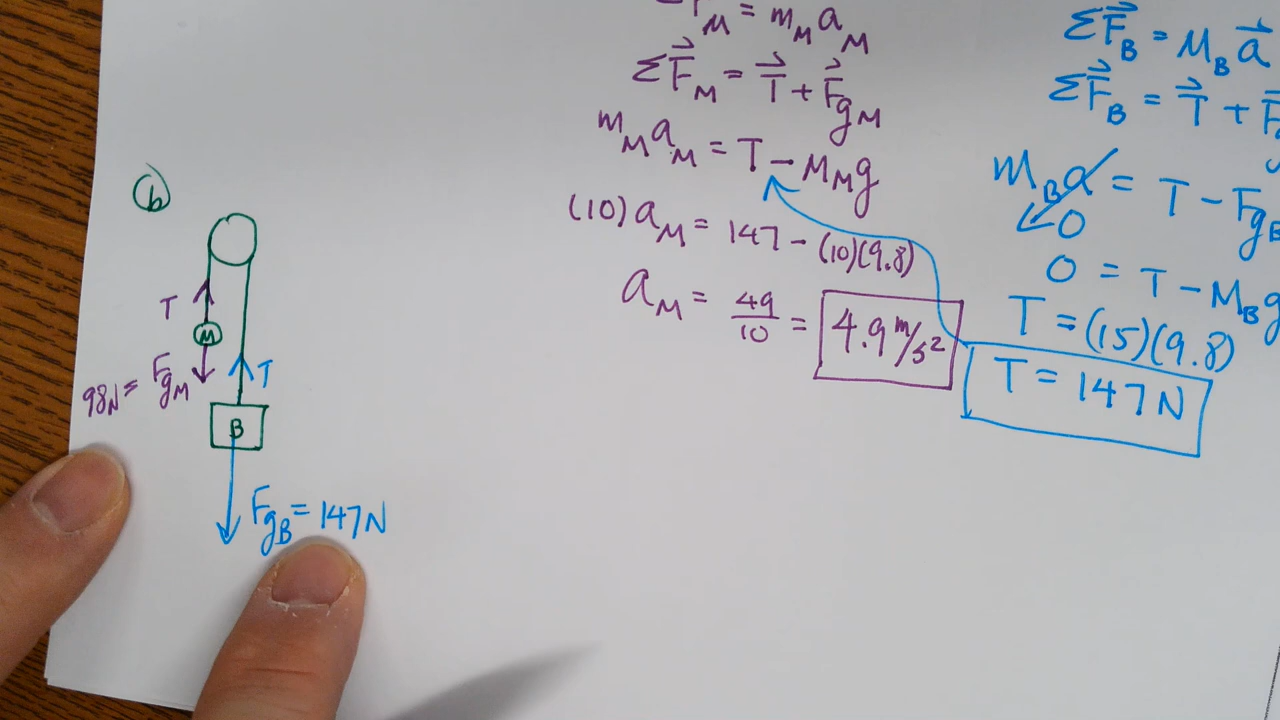 ΣF⃗_M = m_M a_M
ΣF⃗_M = T⃗ + F⃗_gM
m_M a_M = T - M_M g
(10) a_M = 147 - (10)(9.8)
a_M = 49/10 = 4.9 m/s²
ΣF⃗_B = M_B a⃗
ΣF⃗_B = T⃗ +
m_B a = T - F_gB
0
0 = T - M_B g
T = (15)(9.8)
T = 147N
b
T
M
98N = F_gM
T
B
F_gB = 147N